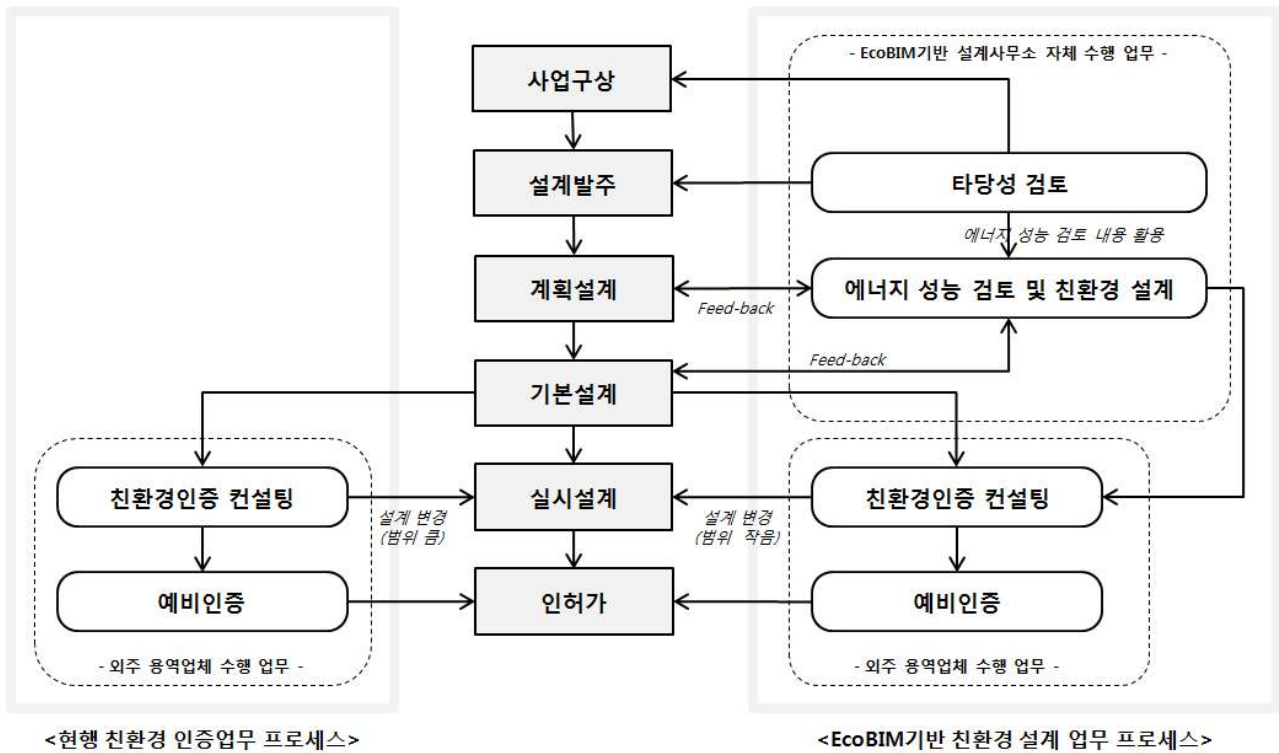 - EcoBIM기반 설계사무소 자체 수행 업무 -
사업구상
설계발주
타당성 검토
에너지 성능 검토 내용 활용
계획설계
에너지 성능 검토 및 친환경 설계
Feed-back
Feed-back
기본설계
친환경인증 컨설팅
실시설계
친환경인증 컨설팅
설계 변경
(범위 큼)
설계 변경
(범위 작음)
예비인증
인허가
예비인증
- 외주 용역업체 수행 업무 -
- 외주 용역업체 수행 업무 -
<현행 친환경 인증업무 프로세스>
<EcoBIM기반 친환경 설계 업무 프로세스>